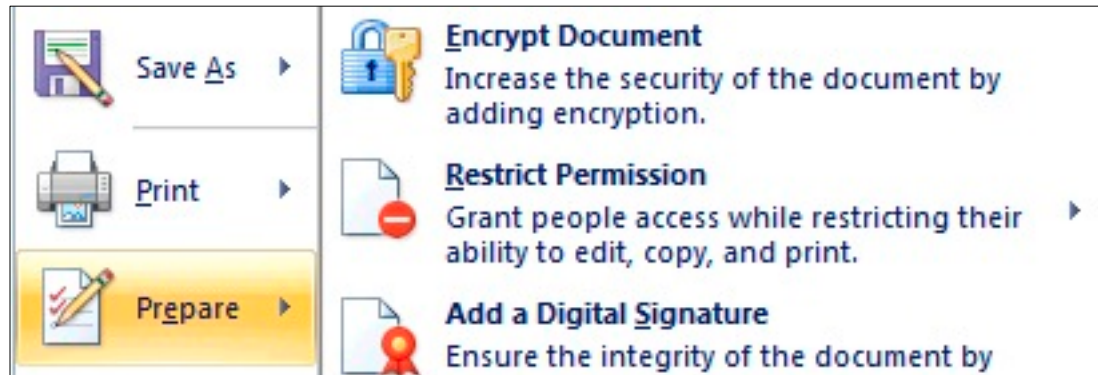 Save As
Print
Prepare
Encrypt Document
Increase the security of the document by
adding encryption.
Restrict Permission
Grant people access while restricting their
ability to edit, copy, and print.
Add a Digital Signature
Ensure the integrity of the document by